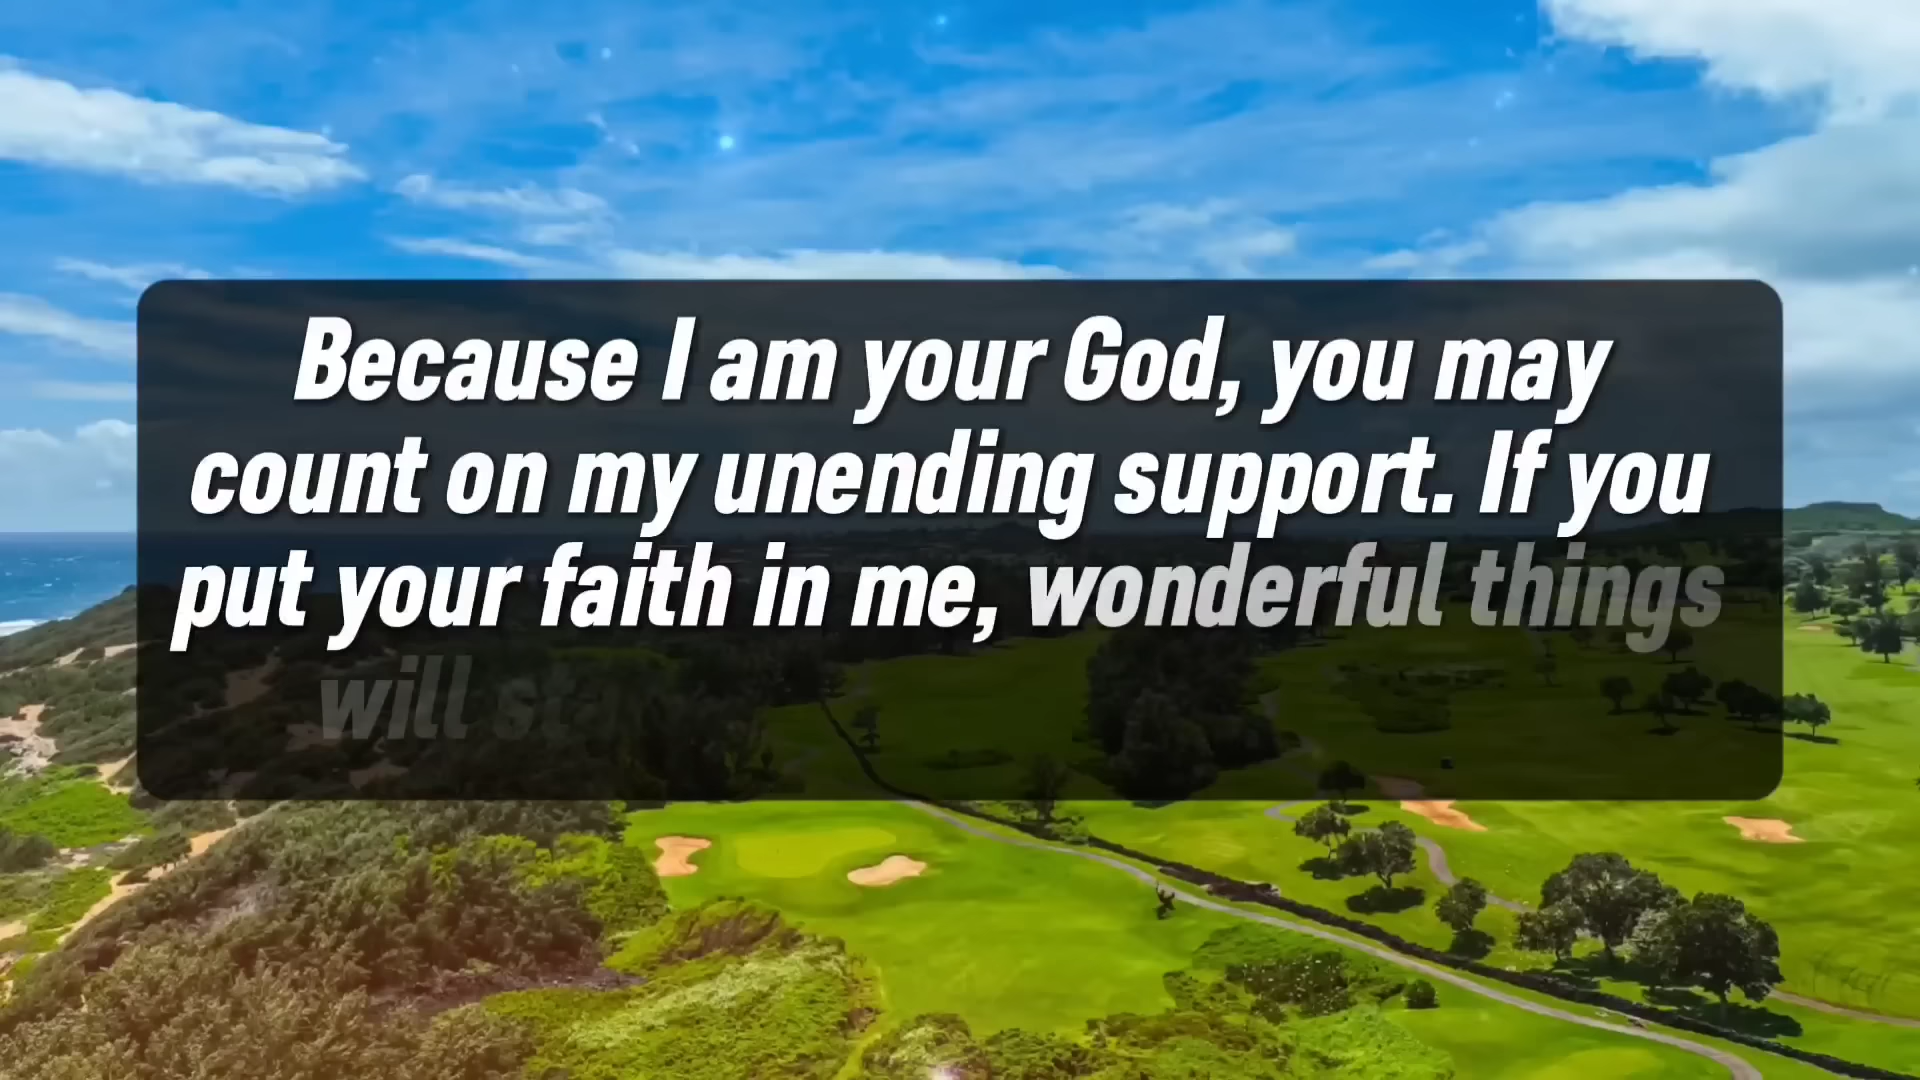 Because I am your God, you may
count on my unending support. If you
put your faith in me, wonderful things
will